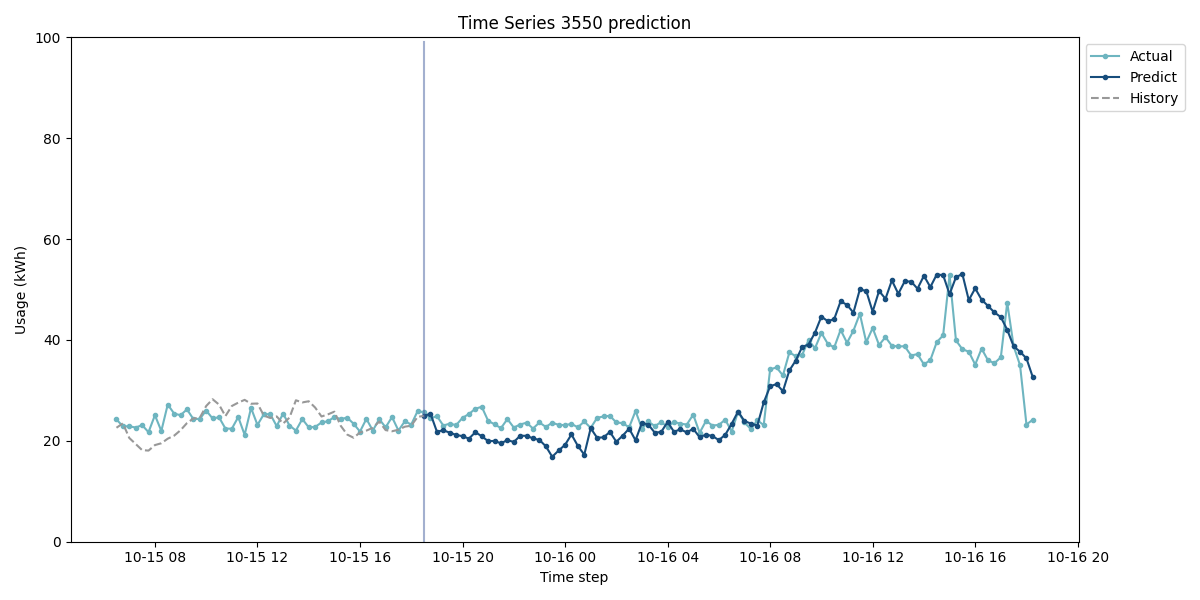 Time Series 3550 prediction
100
80
60
40
20
0
Usage (kWh)
10-15 08
10-15 12
10-15 16
10-15 20
10-16 00
10-16 04
10-16 08
10-16 12
10-16 16
10-16 20
Time step
Actual
Predict
History